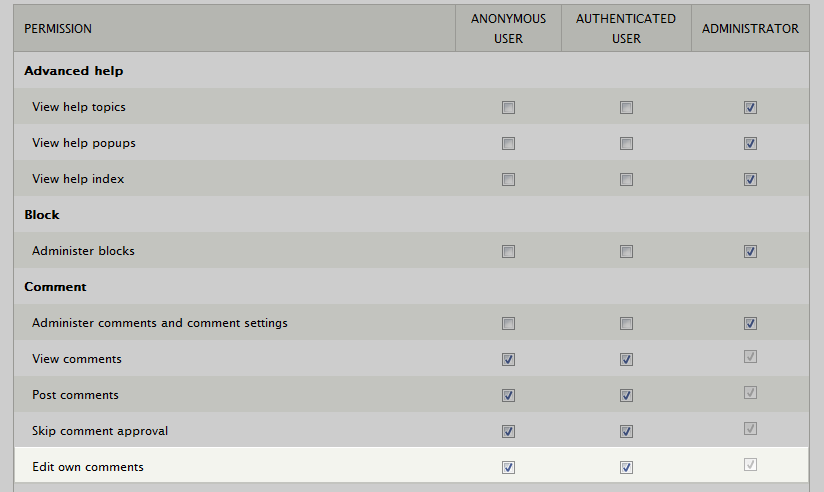 PERMISSION
ANONYMOUS
USER
AUTHENTICATED
USER
ADMINISTRATOR
Advanced help
View help topics
View help popups
View help index
Block
Administer blocks
Comment
Administer comments and comment settings
View comments
Post comments
Skip comment approval
Edit own comments